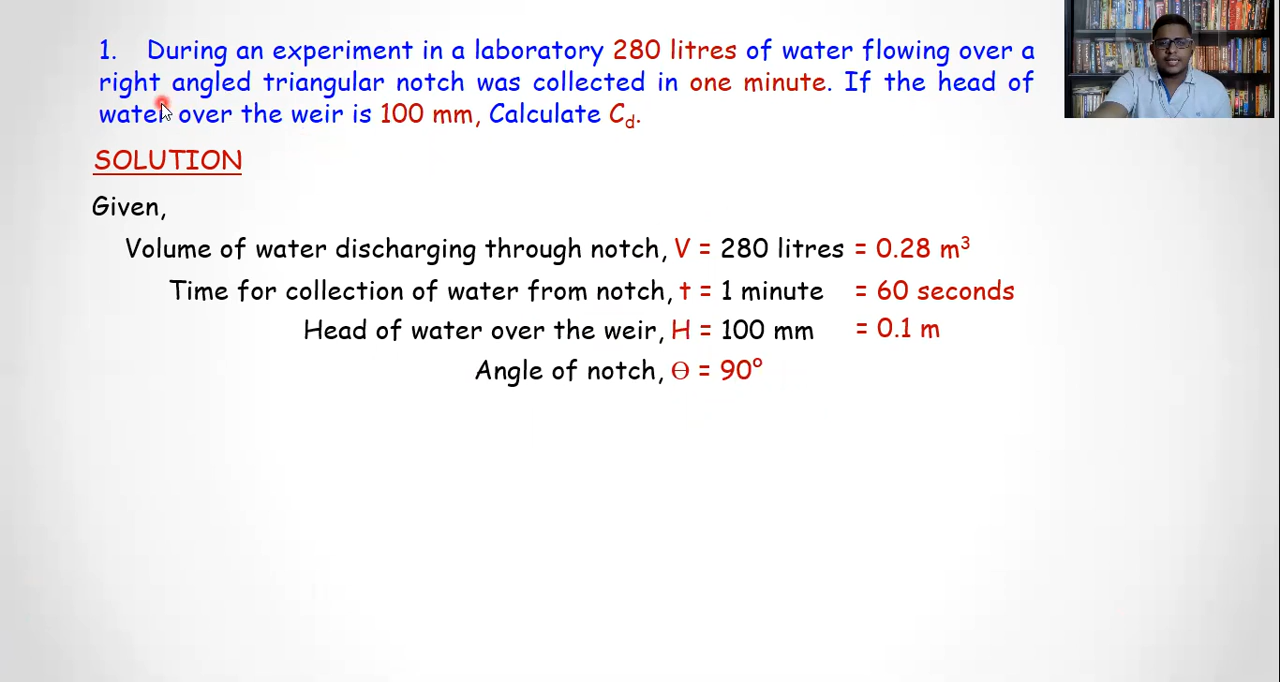 1. During an experiment in a laboratory 280 litres of water flowing over a
right angled triangular notch was collected in one minute. If the head of
water over the weir is 100 mm, Calculate Cd.
SOLUTION
Given,
Volume of water discharging through notch, V = 280 litres = 0.28 m³
Time for collection of water from notch, t = 1 minute = 60 seconds
Head of water over the weir, H = 100 mm = 0.1 m
Angle of notch, ϴ = 90°